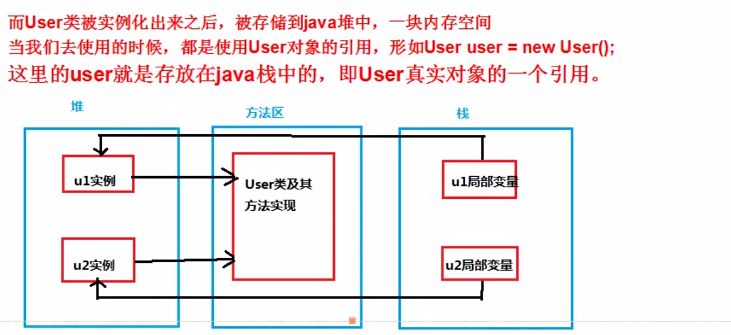 而User类被实例化出来之后，被存储到java堆中，一块内存空间
当我们去使用的时候，都是使用User对象的引用，形如User user = new User();
这里的user就是存放在java栈中的，即User真实对象的一个引用。
堆
方法区
栈
u1实例
User类及其
方法实现
u1局部变量
u2实例
u2局部变量